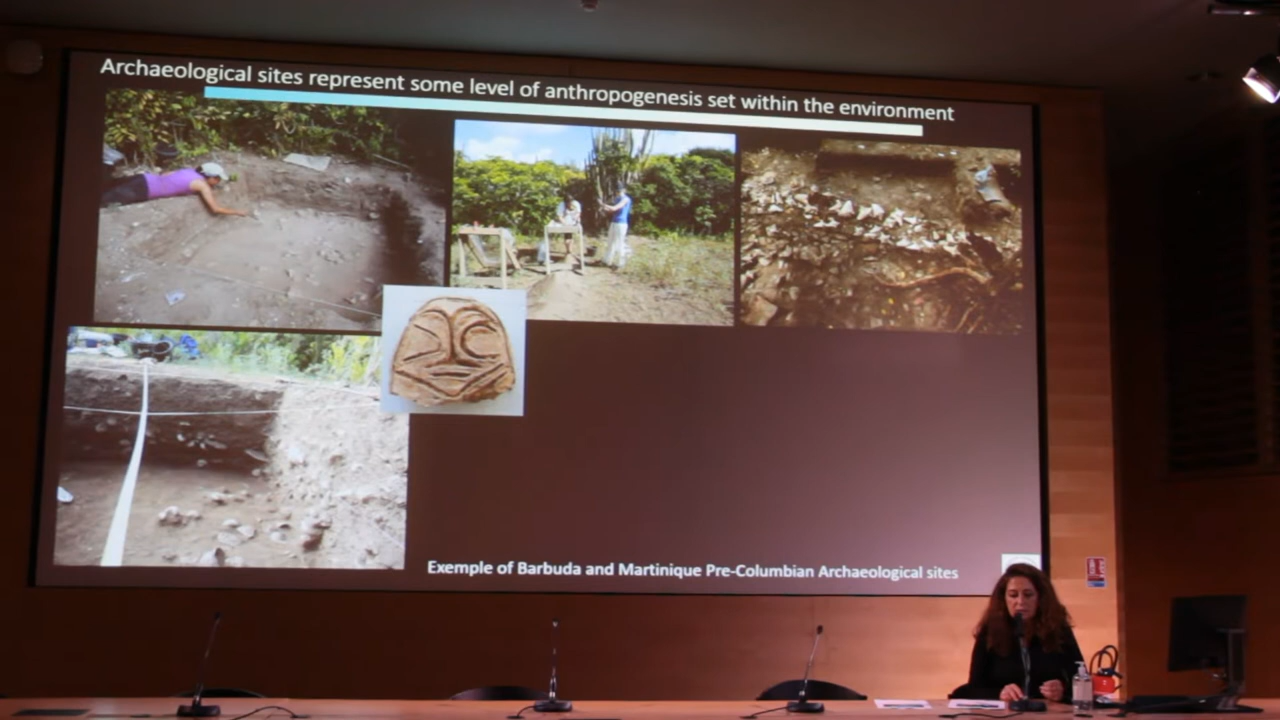 Archaeological sites represent some level of anthropogenesis set within the environment
Exemple of Barbuda and Martinique Pre-Columbian Archaeological sites